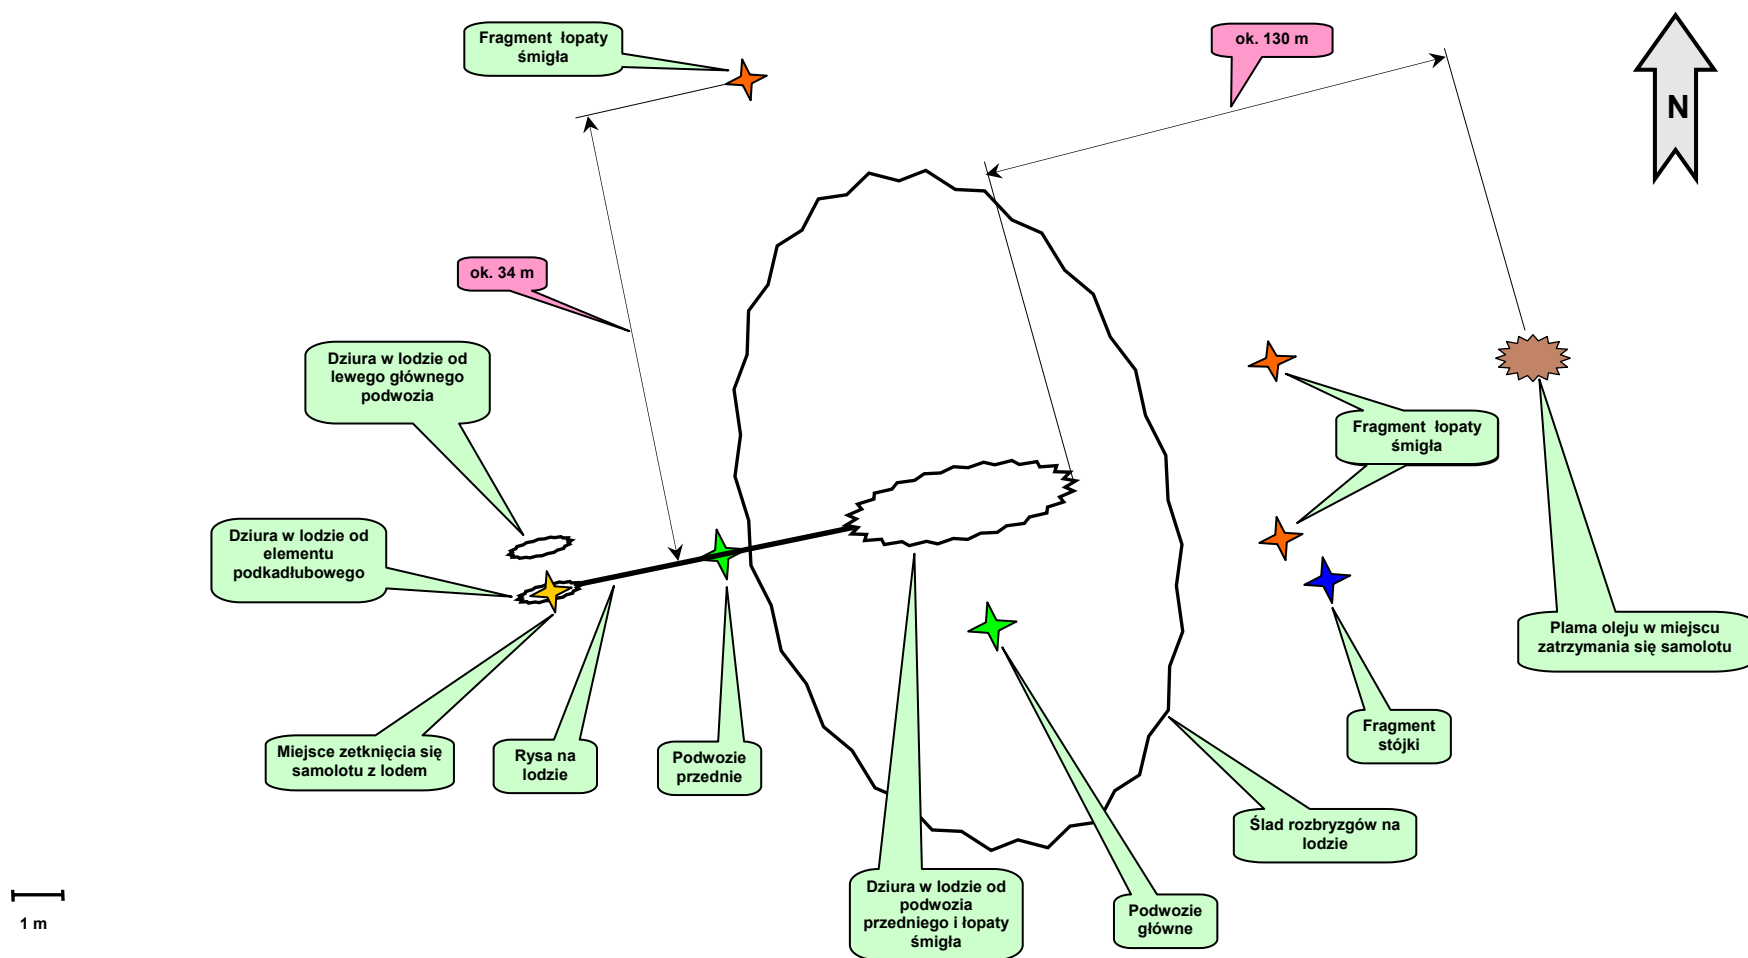 Fragment łopaty
śmigła
ok. 130 m
N
ok. 34 m
Dziura w lodzie od
lewego głównego
podwozia
Fragment łopaty
śmigła
Dziura w lodzie od
elementu
podkadłubowego
Plama oleju w miejscu
zatrzymania się samolotu
Miejsce zetknięcia się
samolotu z lodem
Rysa na
lodzie
Podwozie
przednie
Fragment
stójki
Ślad rozbryzgów na
lodzie
Dziura w lodzie od
podwozia
przedniego i łopaty
śmigła
Podwozie
główne
1 m